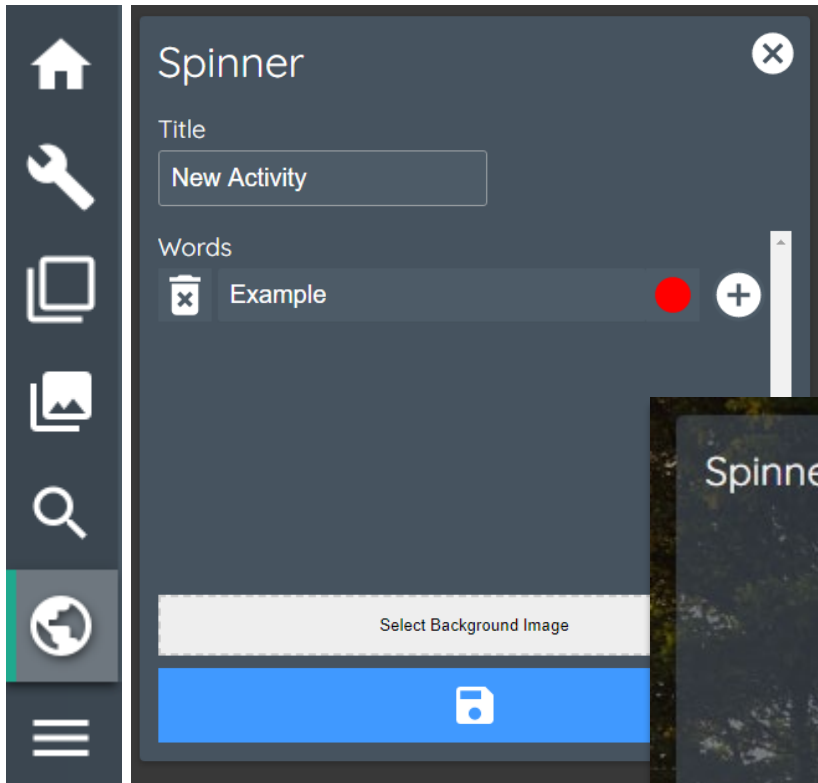 Spinner
Title
New Activity
Words
Example
Select Background Image
Spinne